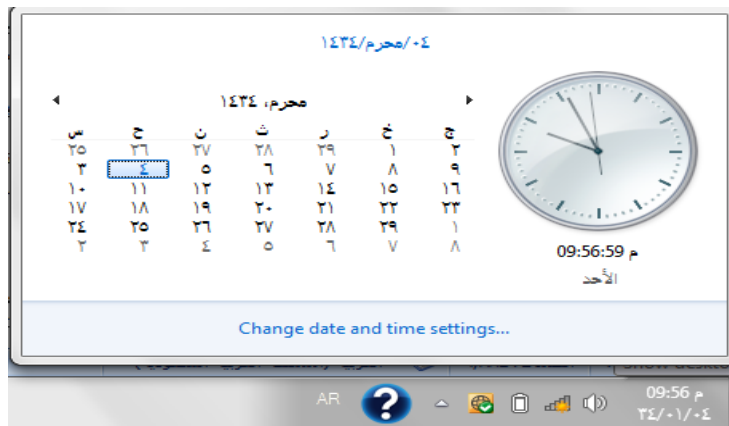 ٠٤/محرم/١٤٣٤
محرم، ١٤٣٤
س ح ن ث ر خ ج
٢٥ ٢٦ ٢٧ ٢٨ ٢٩ ١ ٢
٣ ٤ ٥ ٦ ٧ ٨ ٩
١٠ ١١ ١٢ ١٣ ١٤ ١٥ ١٦
١٧ ١٨ ١٩ ٢٠ ٢١ ٢٢ ٢٣
٢٤ ٢٥ ٢٦ ٢٧ ٢٨ ٢٩ ١
٢ ٣ ٤ ٥ ٦ ٧ ٨
09:56:59 م
الأحد
Change date and time settings...
AR
09:56 م
٣٤/٠١/٠٤